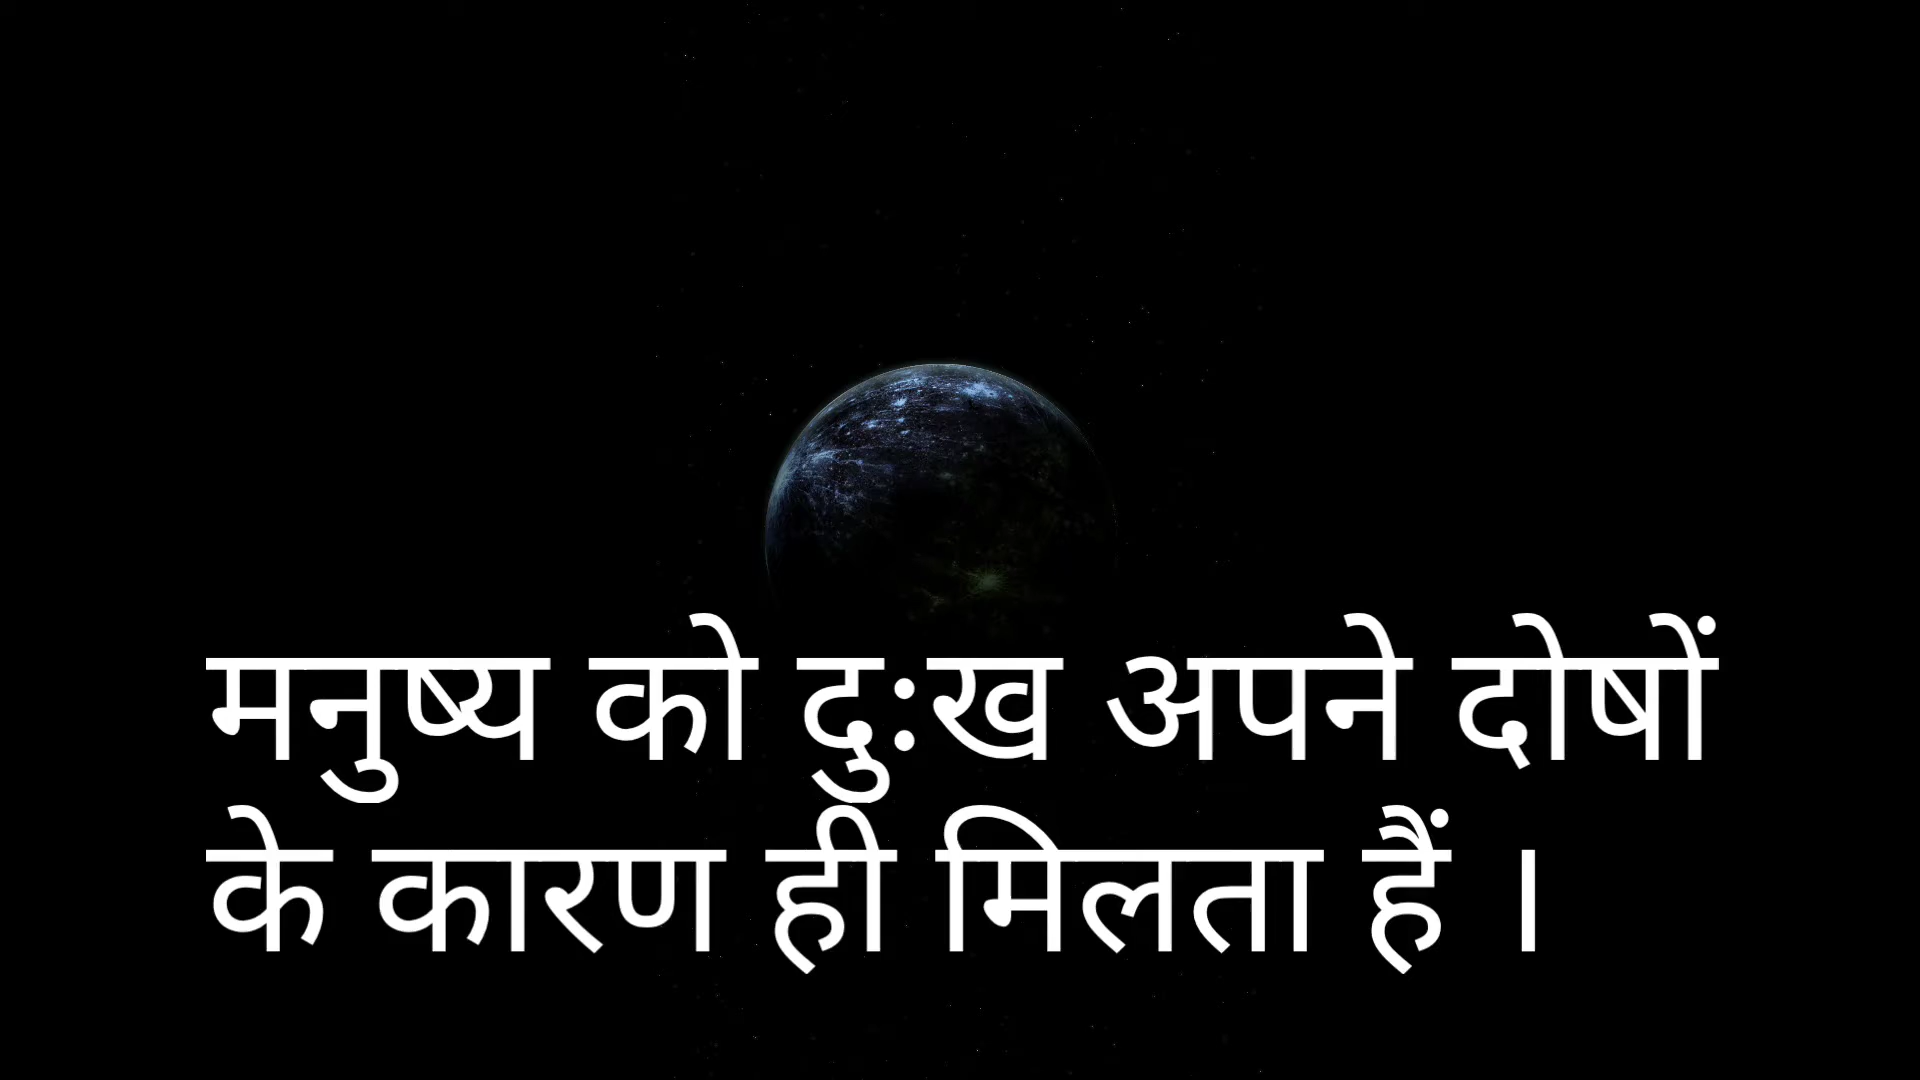 मनुष्य को दुःख अपने दोषों
के कारण ही मिलता हैं ।